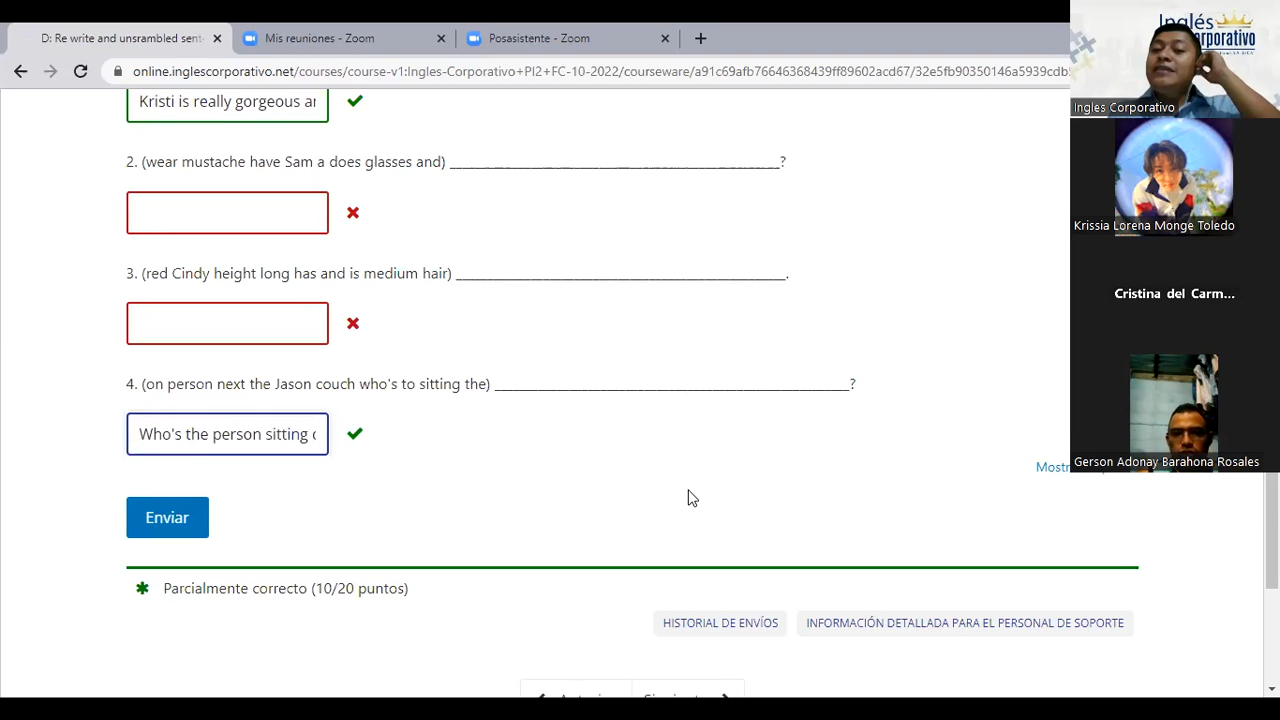 D: Re write and unsrambled sent
Mis reuniones - Zoom
Posasistente - Zoom
online.inglescorporativo.net/courses/course-v1:Ingles-Corporativo+PI2+FC-10-2022/courseware/a91c69afb76646368439ff89602acd67/32e5fb90350146a5939cdb5
Inglés
Corporativo
Ingles Corporativo
Kristi is really gorgeous ar
2. (wear mustache have Sam a does glasses and) ?
Krissia Lorena Monge Toledo
3. (red Cindy height long has and is medium hair) .
Cristina del Carm...
4. (on person next the Jason couch who's to sitting the) ?
Who's the person sitting o
Gerson Adonay Barahona Rosales
Mostr
Enviar
Parcialmente correcto (10/20 puntos)
HISTORIAL DE ENVÍOS
INFORMACIÓN DETALLADA PARA EL PERSONAL DE SOPORTE
Anterior
Siguiente